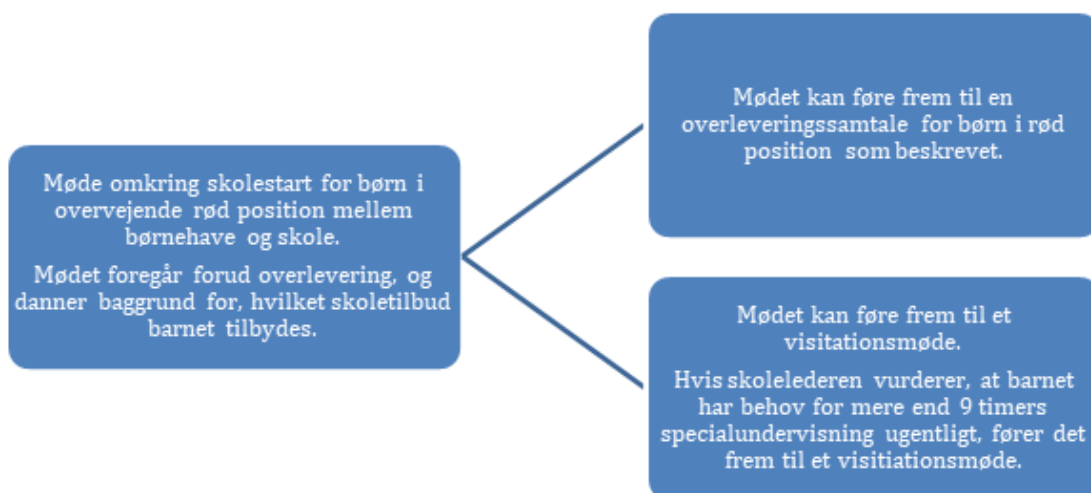 Møde omkring skolestart for børn i
overvejende rød position mellem
børnehave og skole.
Mødet foregår forud overlevering, og
danner baggrund for, hvilket skoletilbud
barnet tilbydes.
Mødet kan føre frem til en
overleveringssamtale for børn i rød
position som beskrevet.
Mødet kan føre frem til et
visitationsmøde.
Hvis skolelederen vurderer, at barnet
har behov for mere end 9 timers
specialundervisning ugentligt, fører det
frem til et visitiationsmøde.